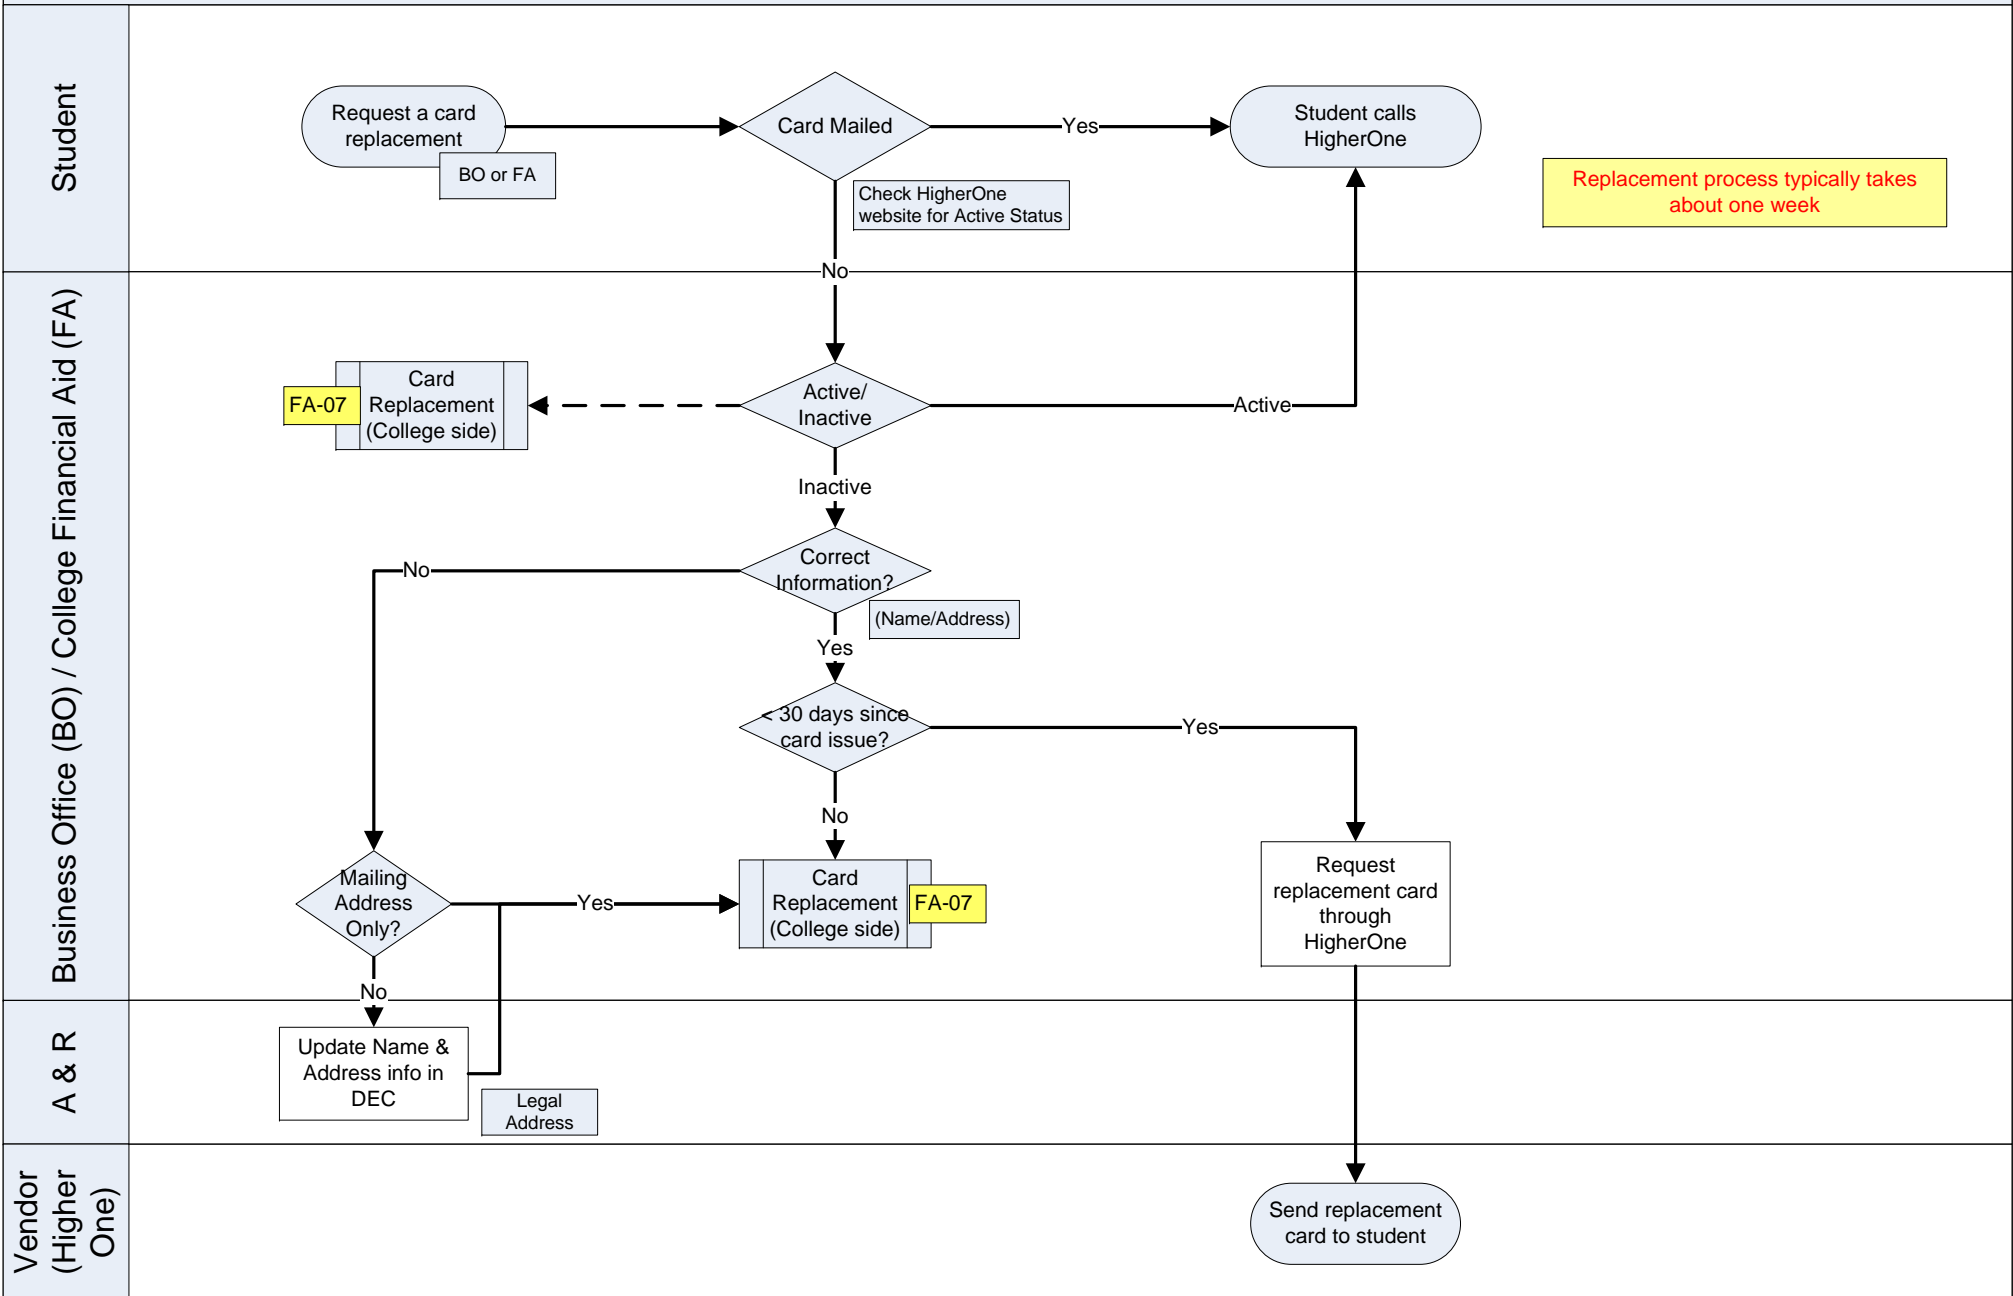 Student
Request a card
replacement
BO or FA
Card Mailed
Yes
Student calls
HigherOne
Check HigherOne
website for Active Status
Replacement process typically takes
about one week
No
Business Office (BO) / College Financial Aid (FA)
FA-07
Card
Replacement
(College side)
Active/
Inactive
Active
Inactive
Correct
Information?
No
(Name/Address)
Yes
< 30 days since
card issue?
Yes
No
Mailing
Address
Only?
Yes
Card
Replacement
(College side)
FA-07
Request
replacement card
through
HigherOne
No
A & R
Update Name &
Address info in
DEC
Legal
Address
Vendor
(Higher
One)
Send replacement
card to student